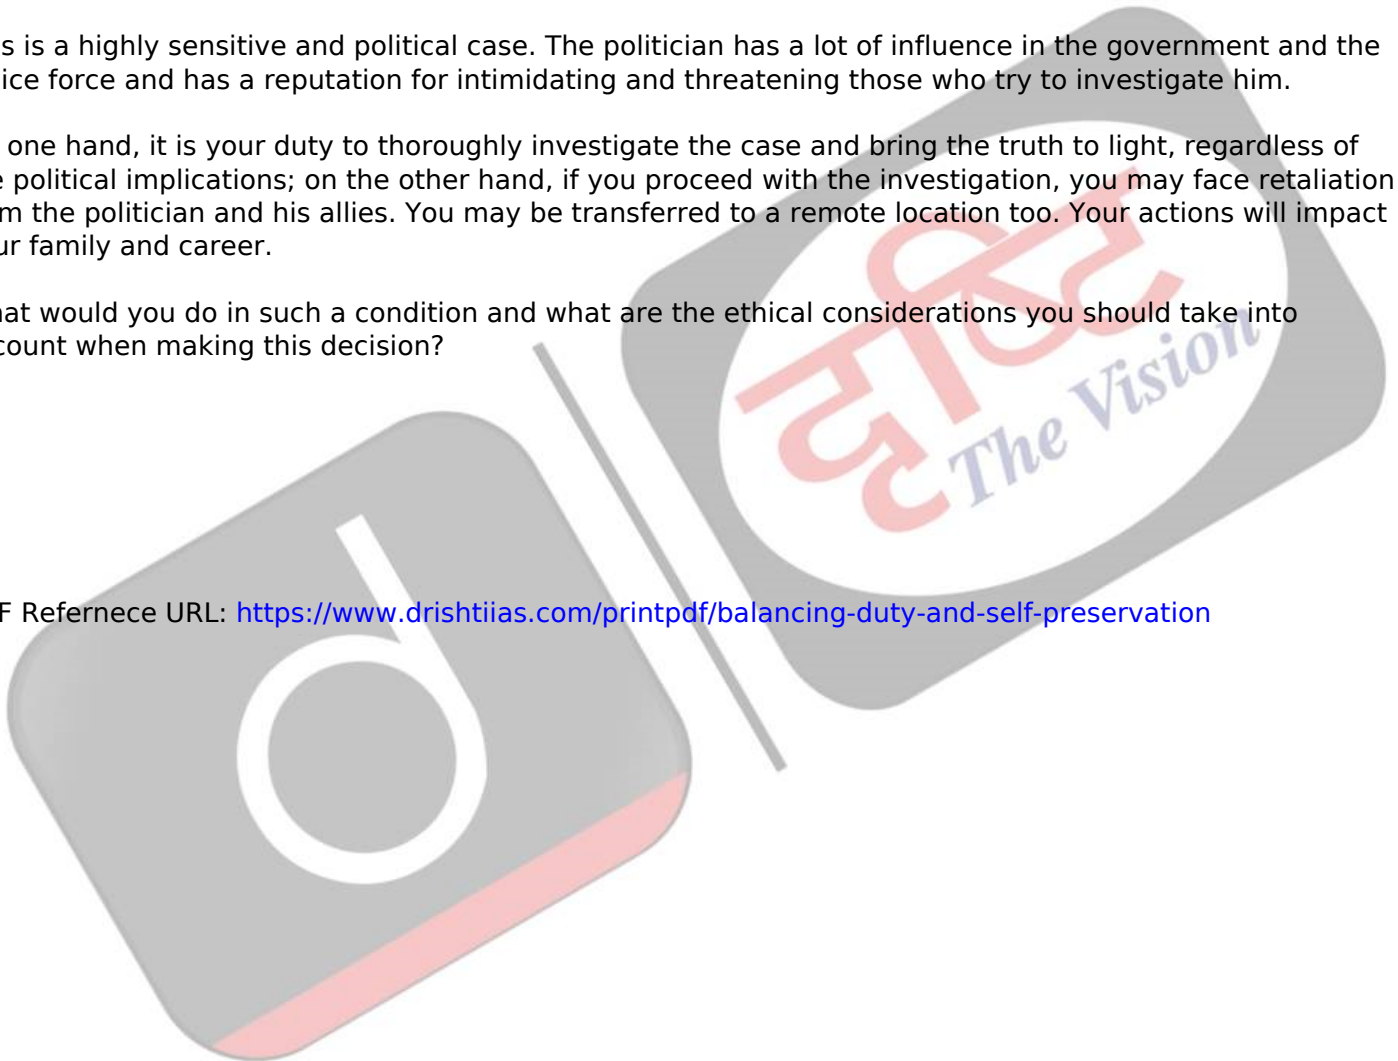 s is a highly sensitive and political case. The politician has a lot of influence in the government and the
ice force and has a reputation for intimidating and threatening those who try to investigate him.
one hand, it is your duty to thoroughly investigate the case and bring the truth to light, regardless of
e political implications; on the other hand, if you proceed with the investigation, you may face retaliation
m the politician and his allies. You may be transferred to a remote location too. Your actions will impact
ur family and career.
at would you do in such a condition and what are the ethical considerations you should take into
count when making this decision?
दृष्टि
The Vision
d
F Refernece URL: https://www.drishtiias.com/printpdf/balancing-duty-and-self-preservation